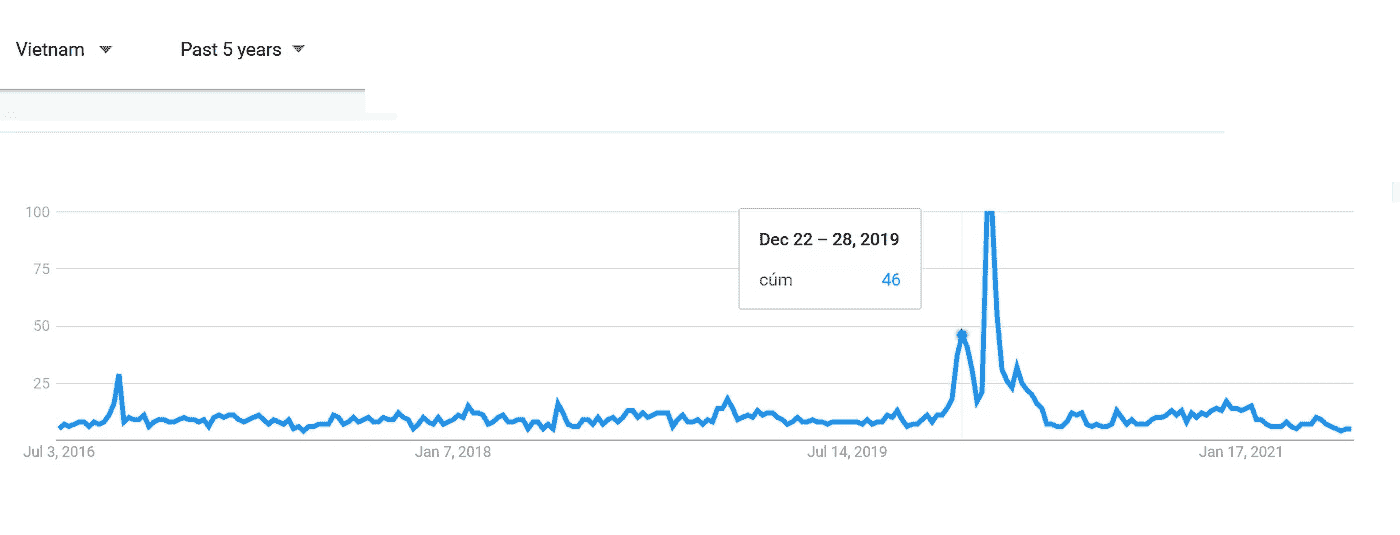 Vietnam Past 5 years
100
Dec 22 – 28, 2019
75
cúm 46
50
25
Jul 3, 2016 Jan 7, 2018 Jul 14, 2019 Jan 17, 2021